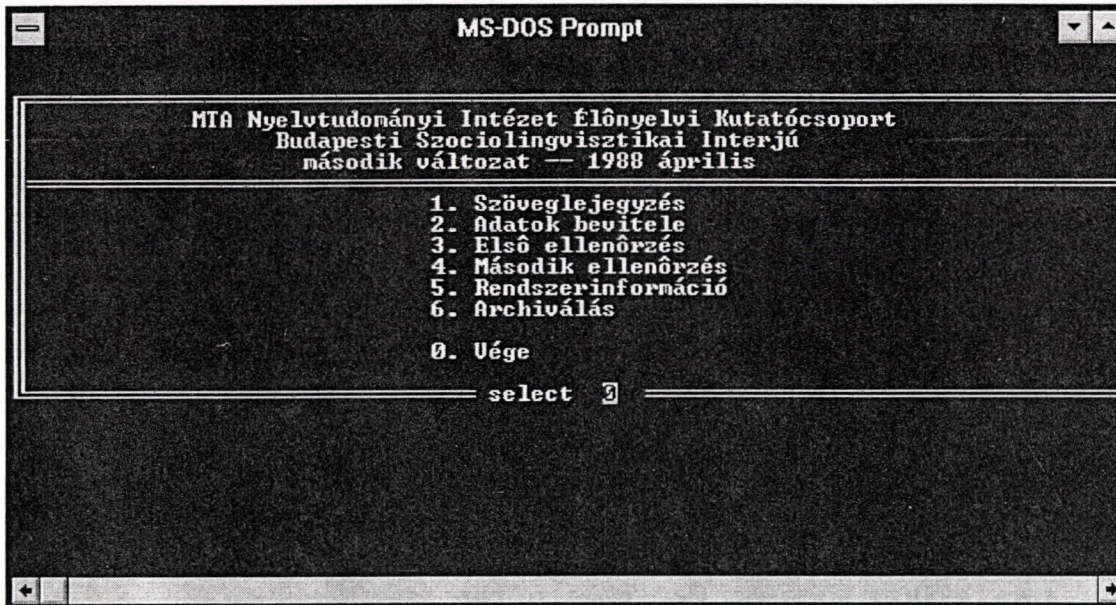 MS-DOS Prompt
MTA Nyelvtudományi Intézet Élônyelvi Kutatócsoport
Budapesti Szociolingvisztikai Interjú
második változat -- 1988 április
1. Szöveglejegyzés
2. Adatok bevitele
3. Elsô ellenôrzés
4. Második ellenôrzés
5. Rendszerinformáció
6. Archiválás
0. Vége
select 0